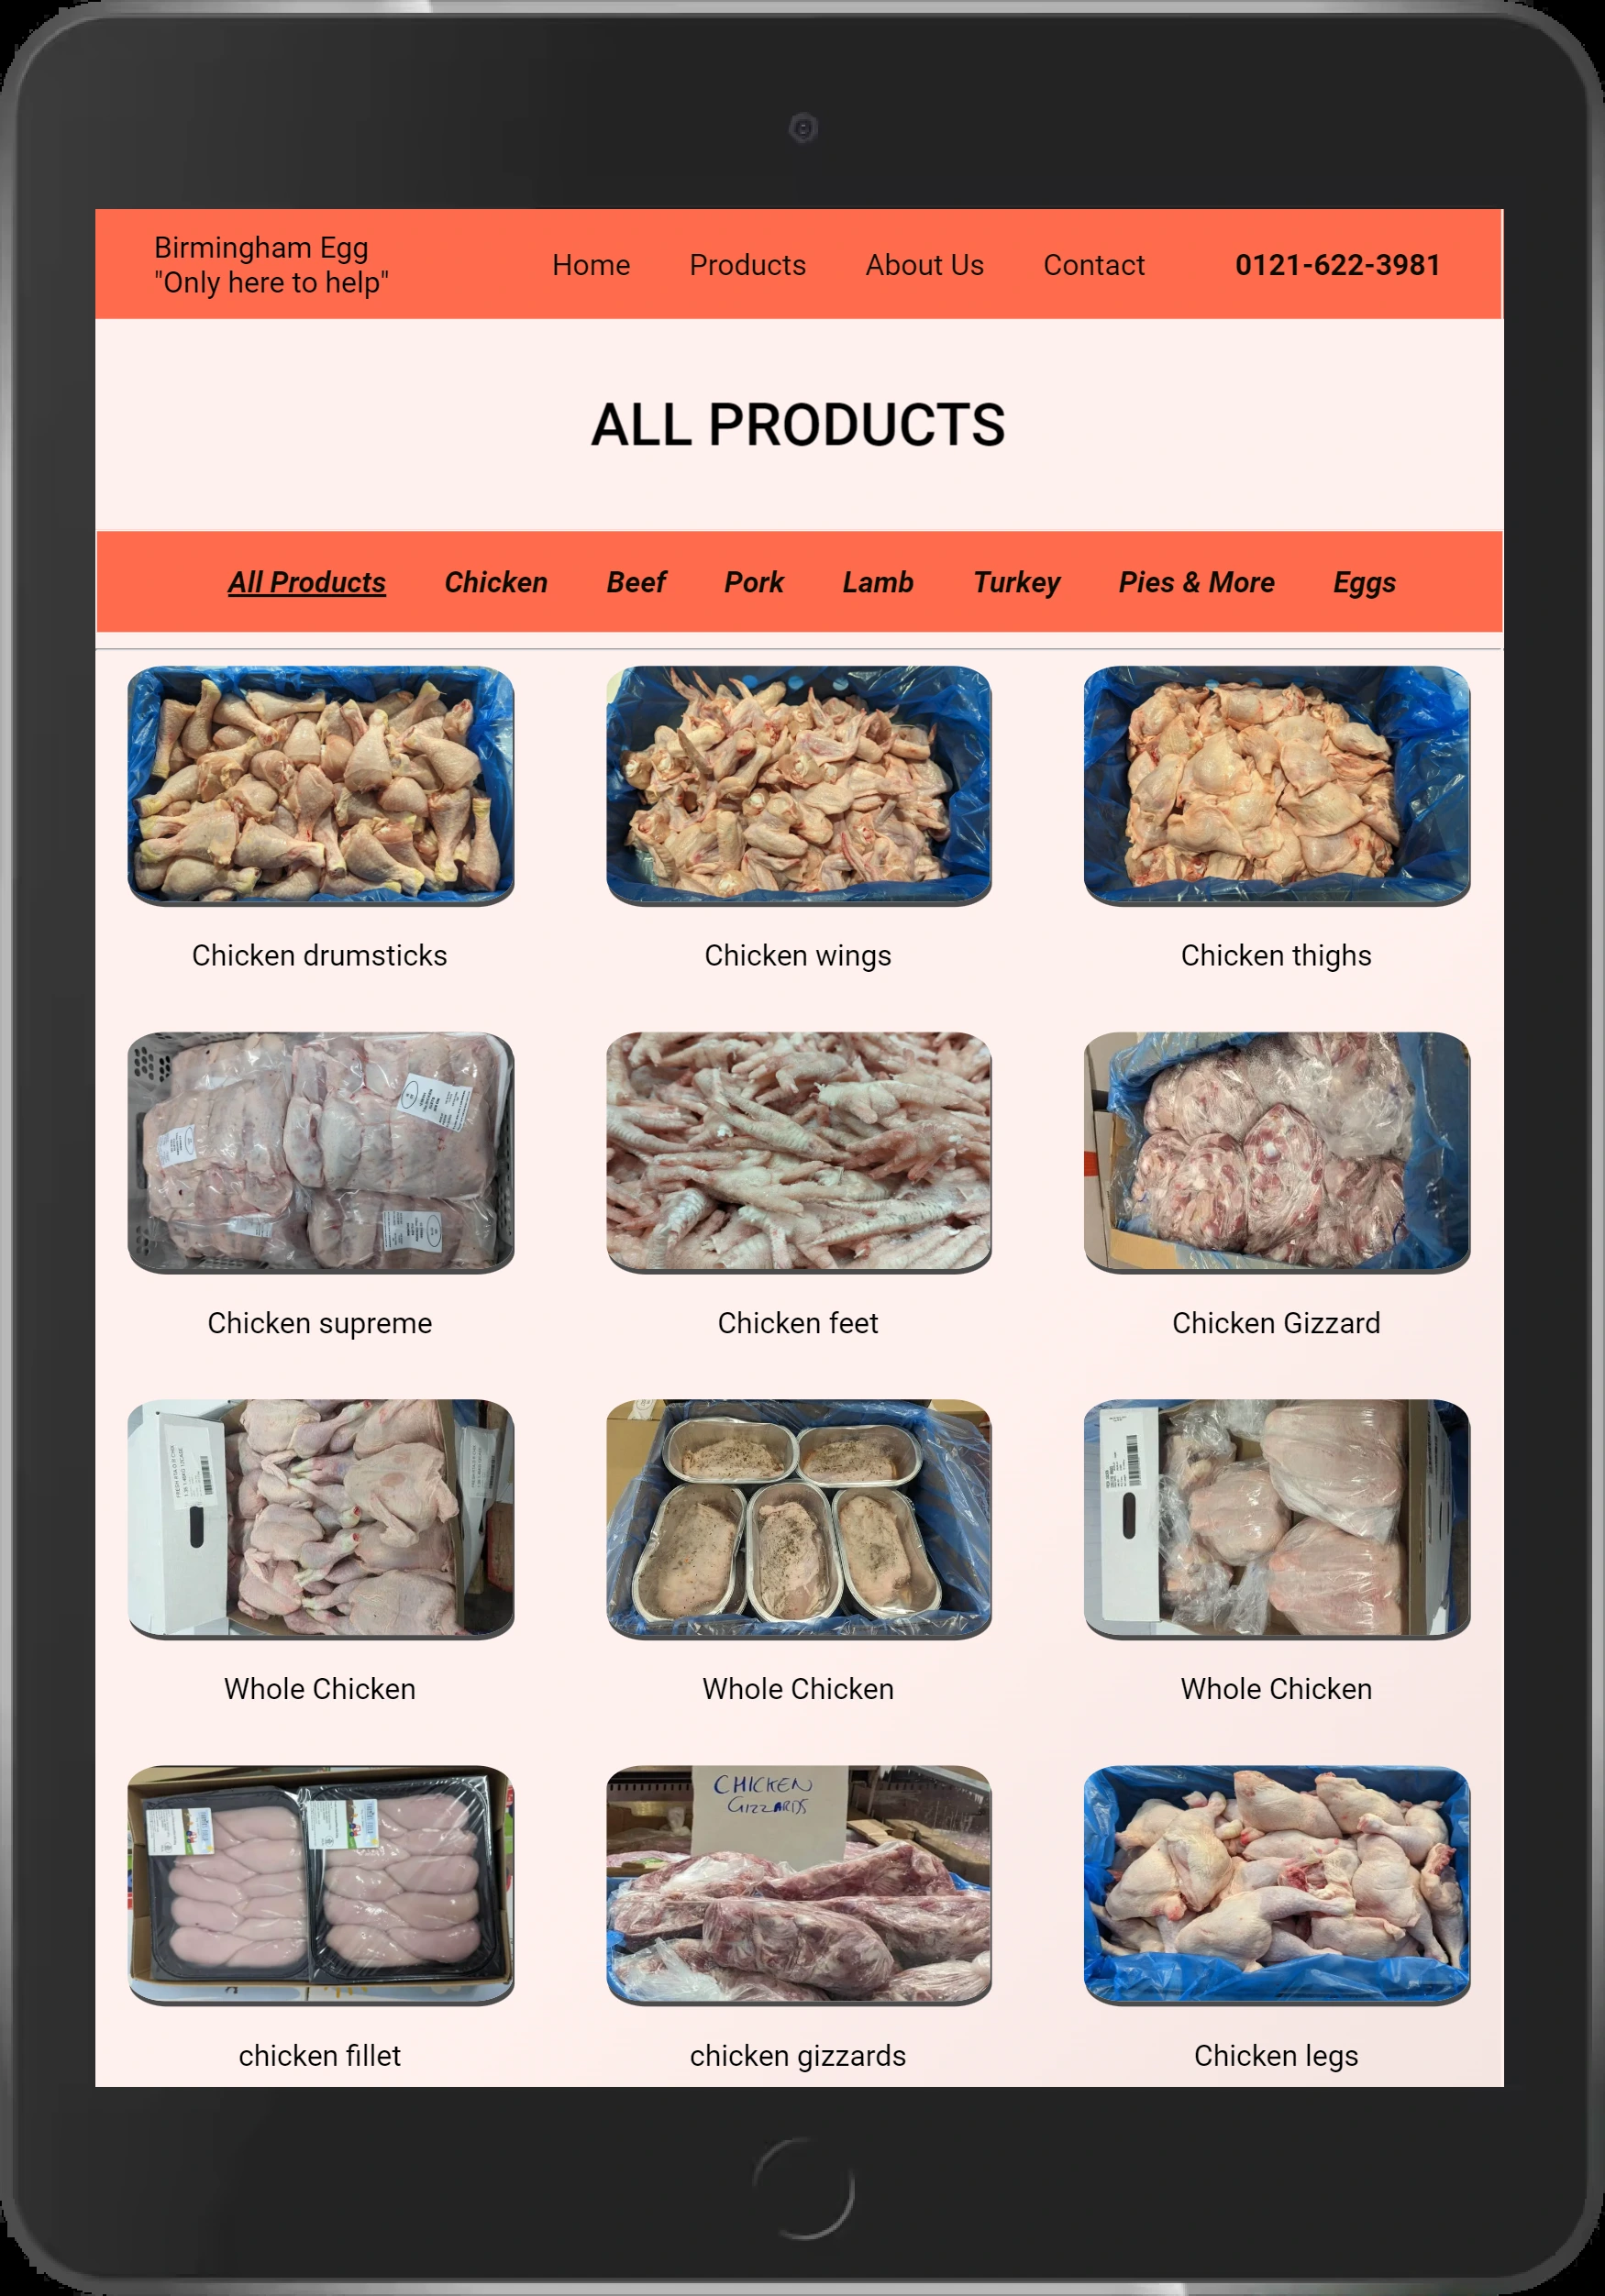 Birmingham Egg
"Only here to help"
Home Products About Us Contact 0121-622-3981
ALL PRODUCTS
All Products Chicken Beef Pork Lamb Turkey Pies & More Eggs
Chicken drumsticks Chicken wings Chicken thighs
Chicken supreme Chicken feet Chicken Gizzard
Whole Chicken Whole Chicken Whole Chicken
CHICKEN
GIZZARDS
chicken fillet chicken gizzards Chicken legs